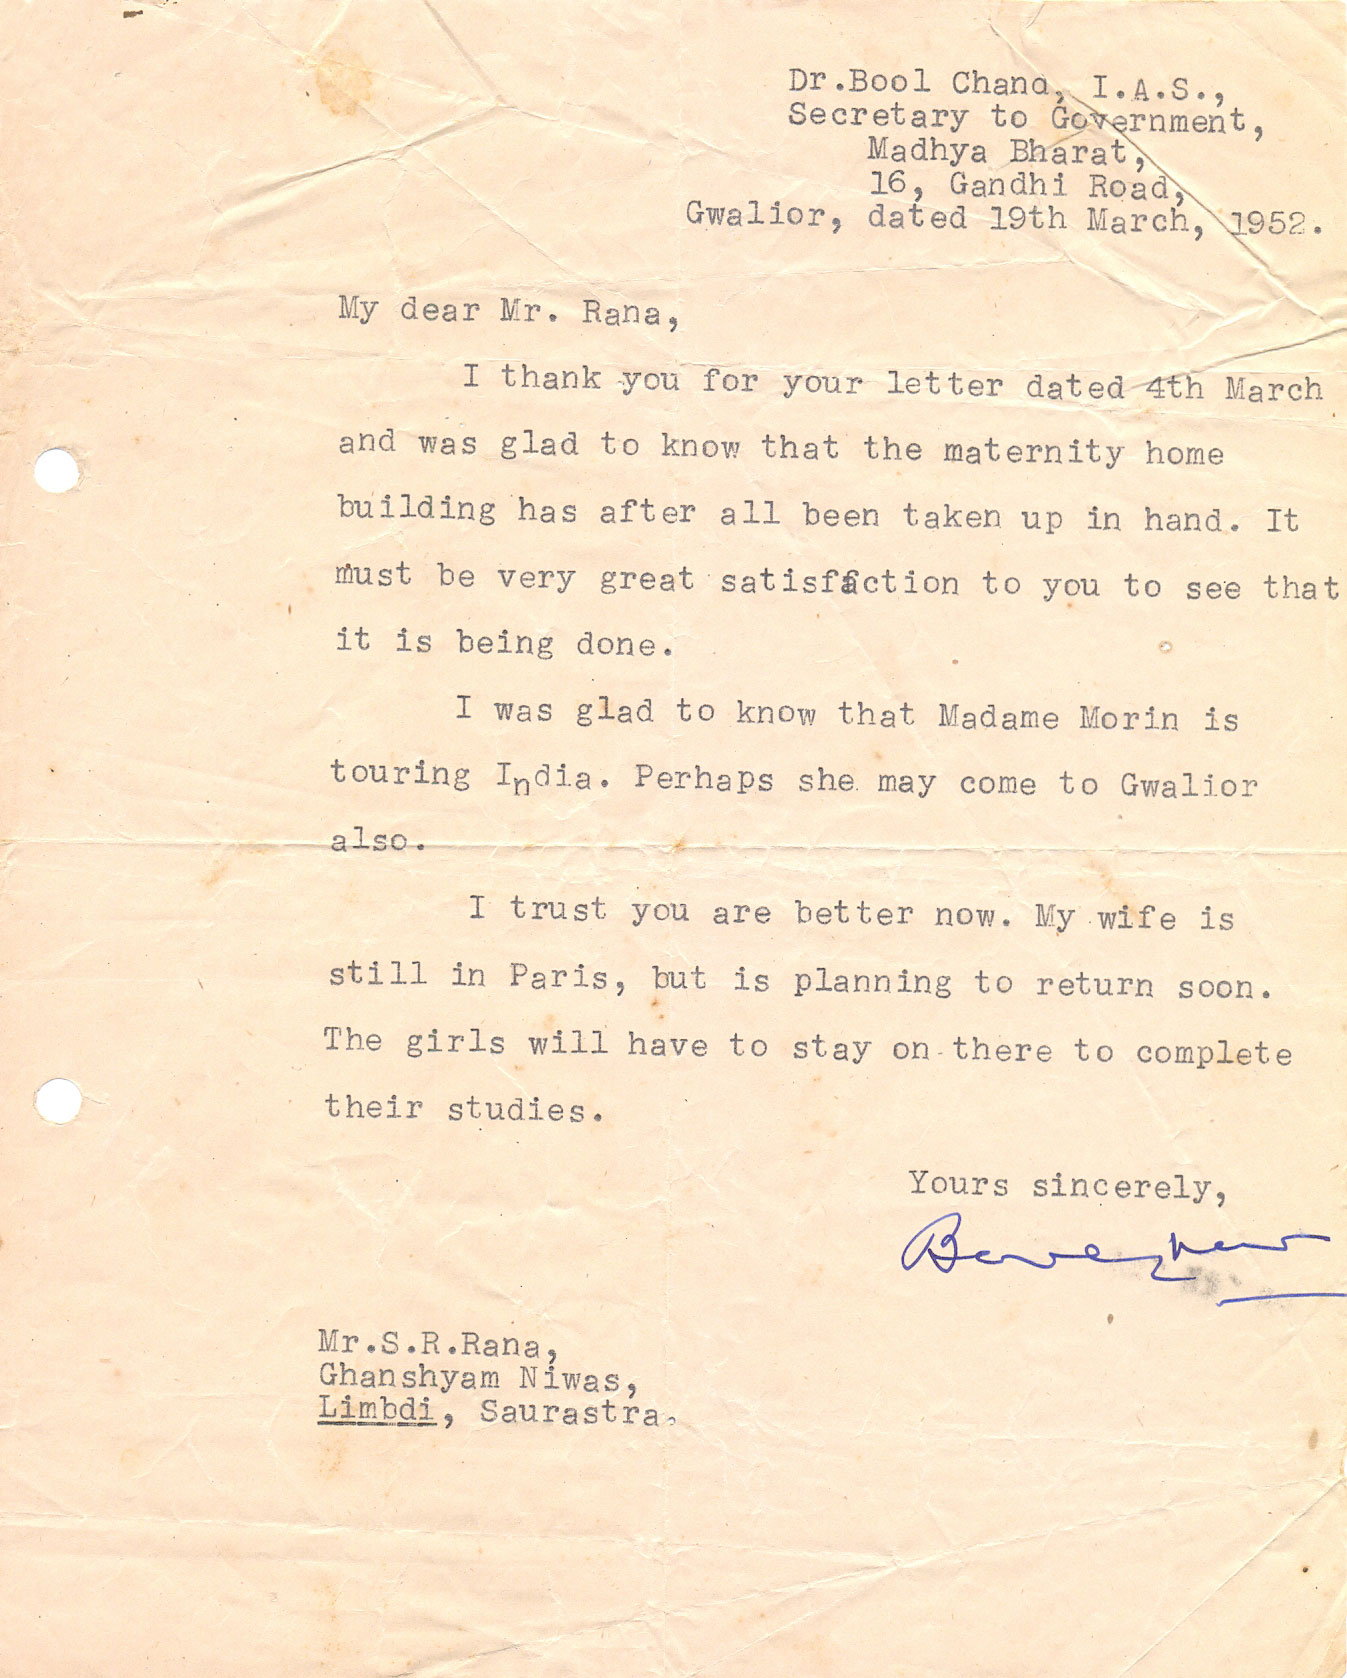 Dr.Bool Chand, I.A.S.,
Secretary to Government,
Madhya Bharat,
16, Gandhi Road,
Gwalior, dated 19th March, 1952.
My dear Mr. Rana,
I thank you for your letter dated 4th March
and was glad to know that the maternity home
building has after all been taken up in hand. It
must be very great satisfaction to you to see that
it is being done.
I was glad to know that Madame Morin is
touring India. Perhaps she may come to Gwalior
also.
I trust you are better now. My wife is
still in Paris, but is planning to return soon.
The girls will have to stay on there to complete
their studies.
Yours sincerely,
Mr.S.R.Rana,
Ghanshyam Niwas,
Limbdi, Saurastra.